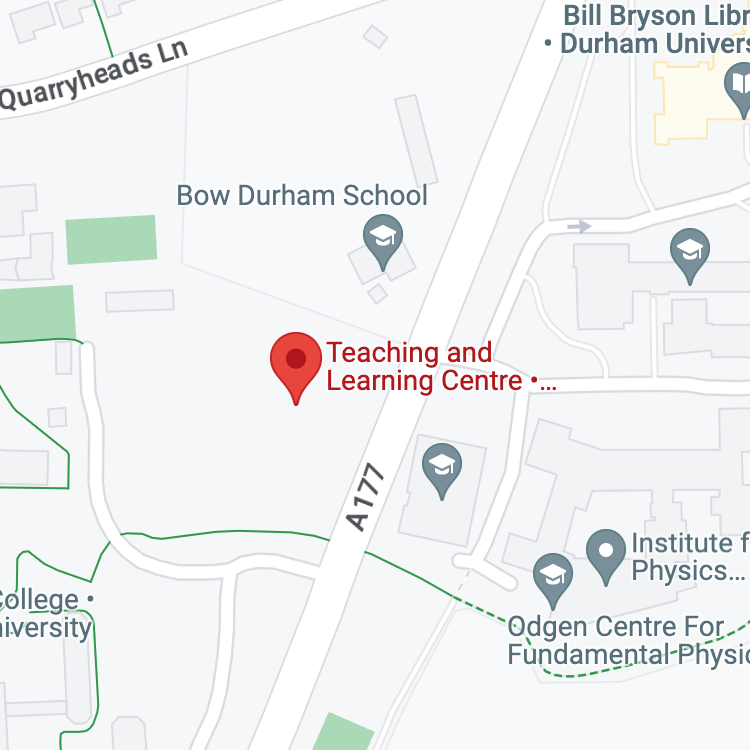 Bill Bryson Libr
• Durham Univers
Quarryheads Ln
Bow Durham School
Teaching and
Learning Centre •...
A177
Institute f
Physics...
College •
niversity
Odgen Centre For
Fundamental Physic